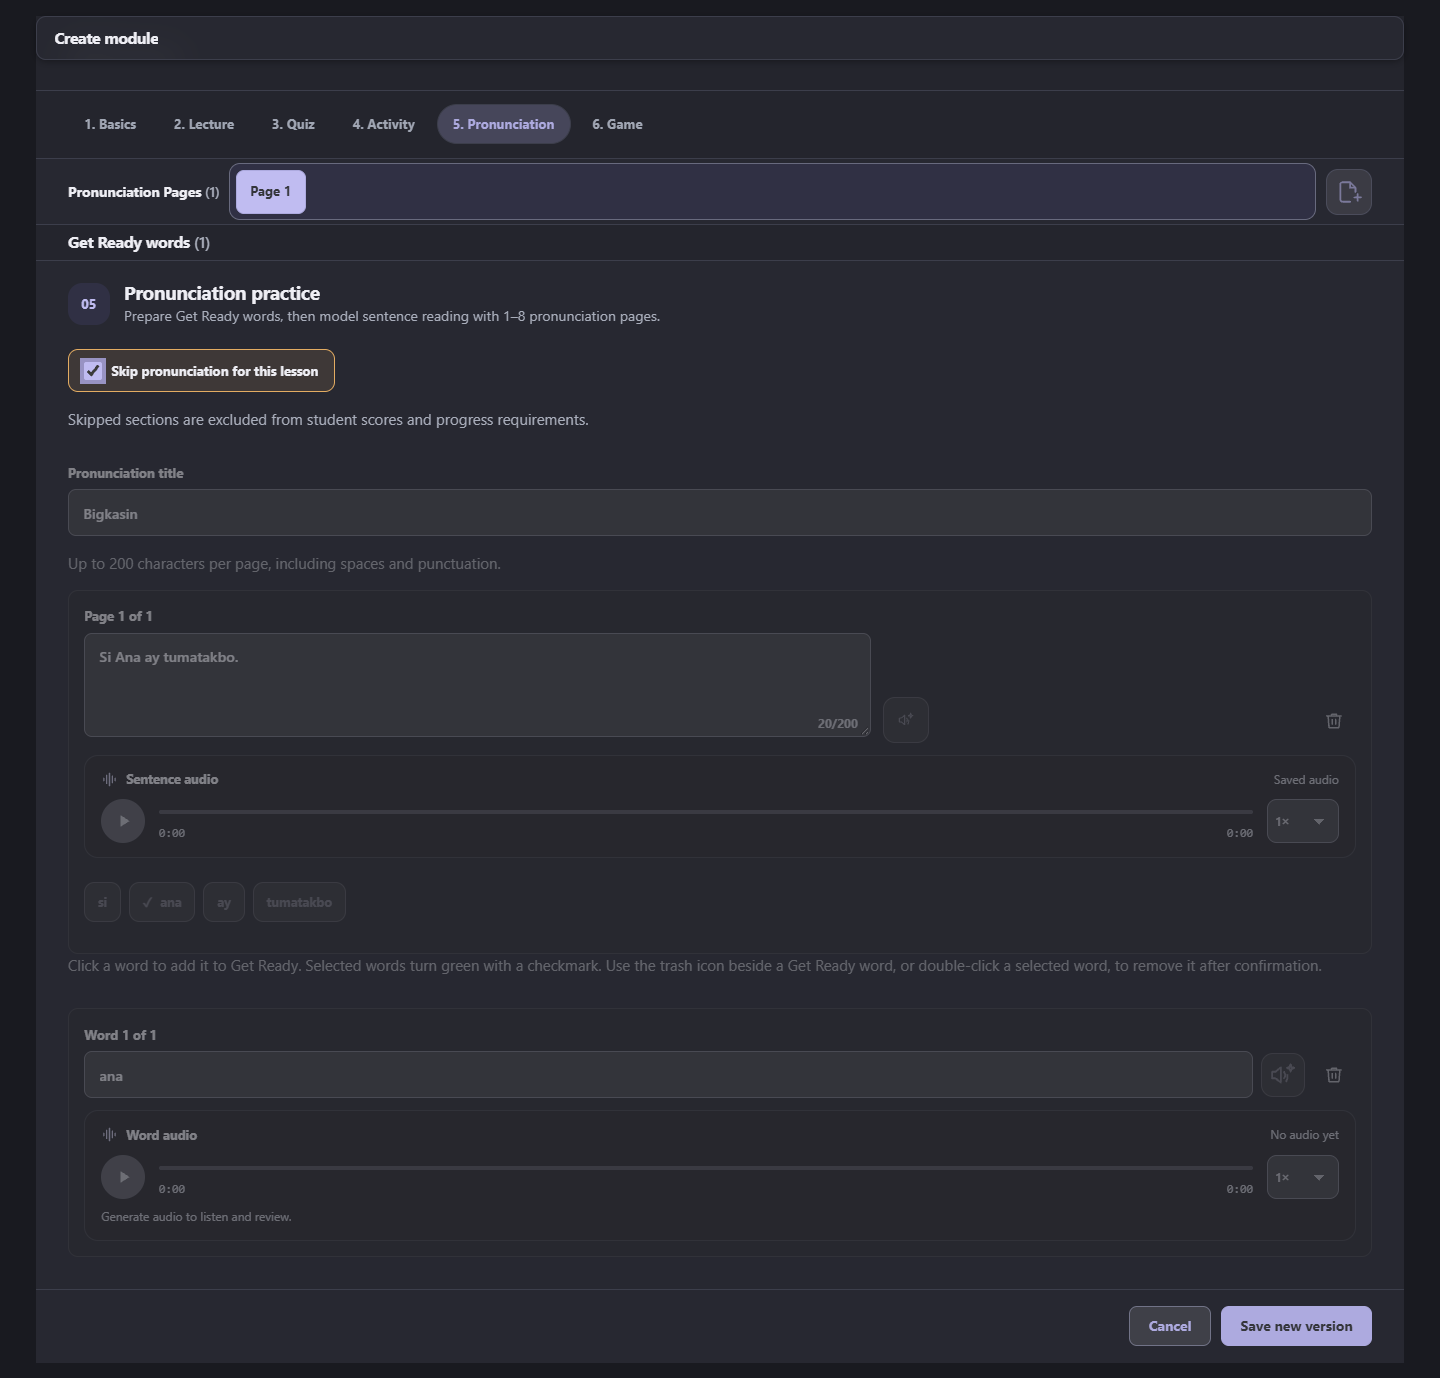 Create module
1. Basics 2. Lecture 3. Quiz 4. Activity 5. Pronunciation 6. Game
Pronunciation Pages (1) Page 1
Get Ready words (1)
05 Pronunciation practice
Prepare Get Ready words, then model sentence reading with 1–8 pronunciation pages.
Skip pronunciation for this lesson
Skipped sections are excluded from student scores and progress requirements.
Pronunciation title
Bigkasin
Up to 200 characters per page, including spaces and punctuation.
Page 1 of 1
Si Ana ay tumatakbo.
20/200
Sentence audio Saved audio
0:00 0:00 1×
si ✓ ana ay tumatakbo
Click a word to add it to Get Ready. Selected words turn green with a checkmark. Use the trash icon beside a Get Ready word, or double-click a selected word, to remove it after confirmation.
Word 1 of 1
ana
Word audio No audio yet
0:00 0:00 1×
Generate audio to listen and review.
Cancel Save new version